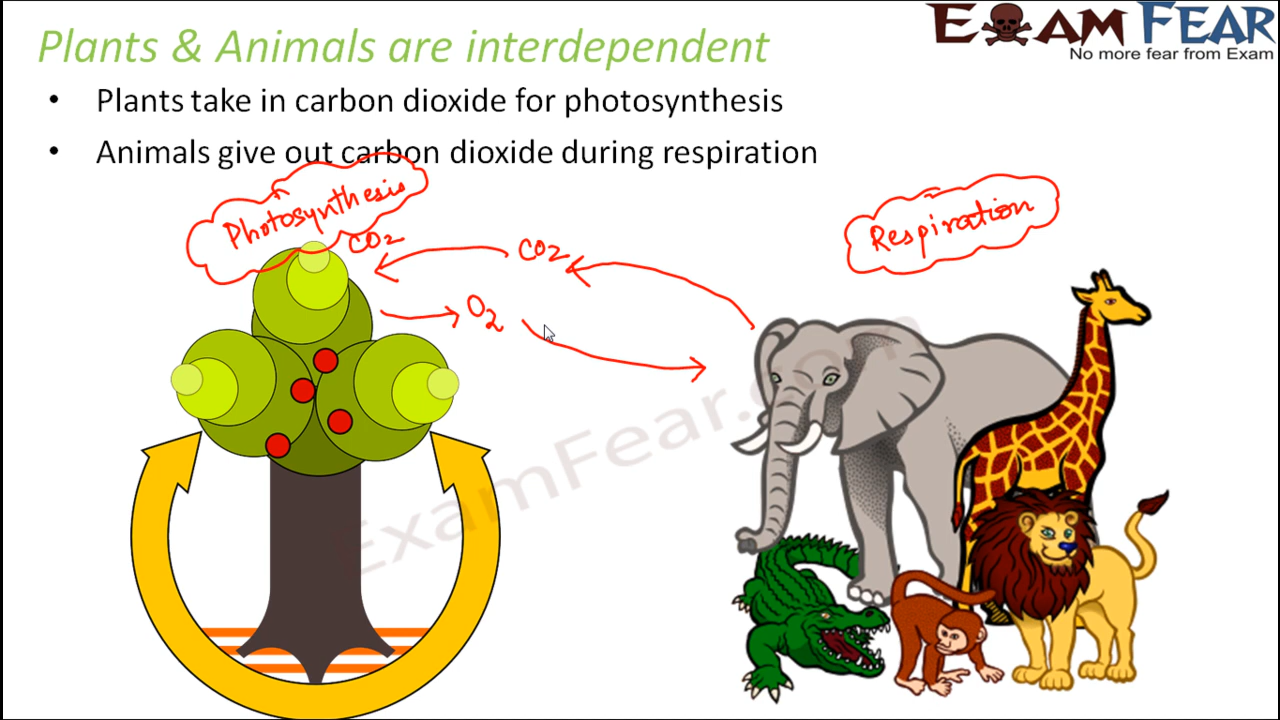 Plants & Animals are interdependent
EXAM FEAR
No more fear from Exam
• Plants take in carbon dioxide for photosynthesis
• Animals give out carbon dioxide during respiration
Photosynthesis
Respiration
CO2
CO2
O2
ExamFear.com